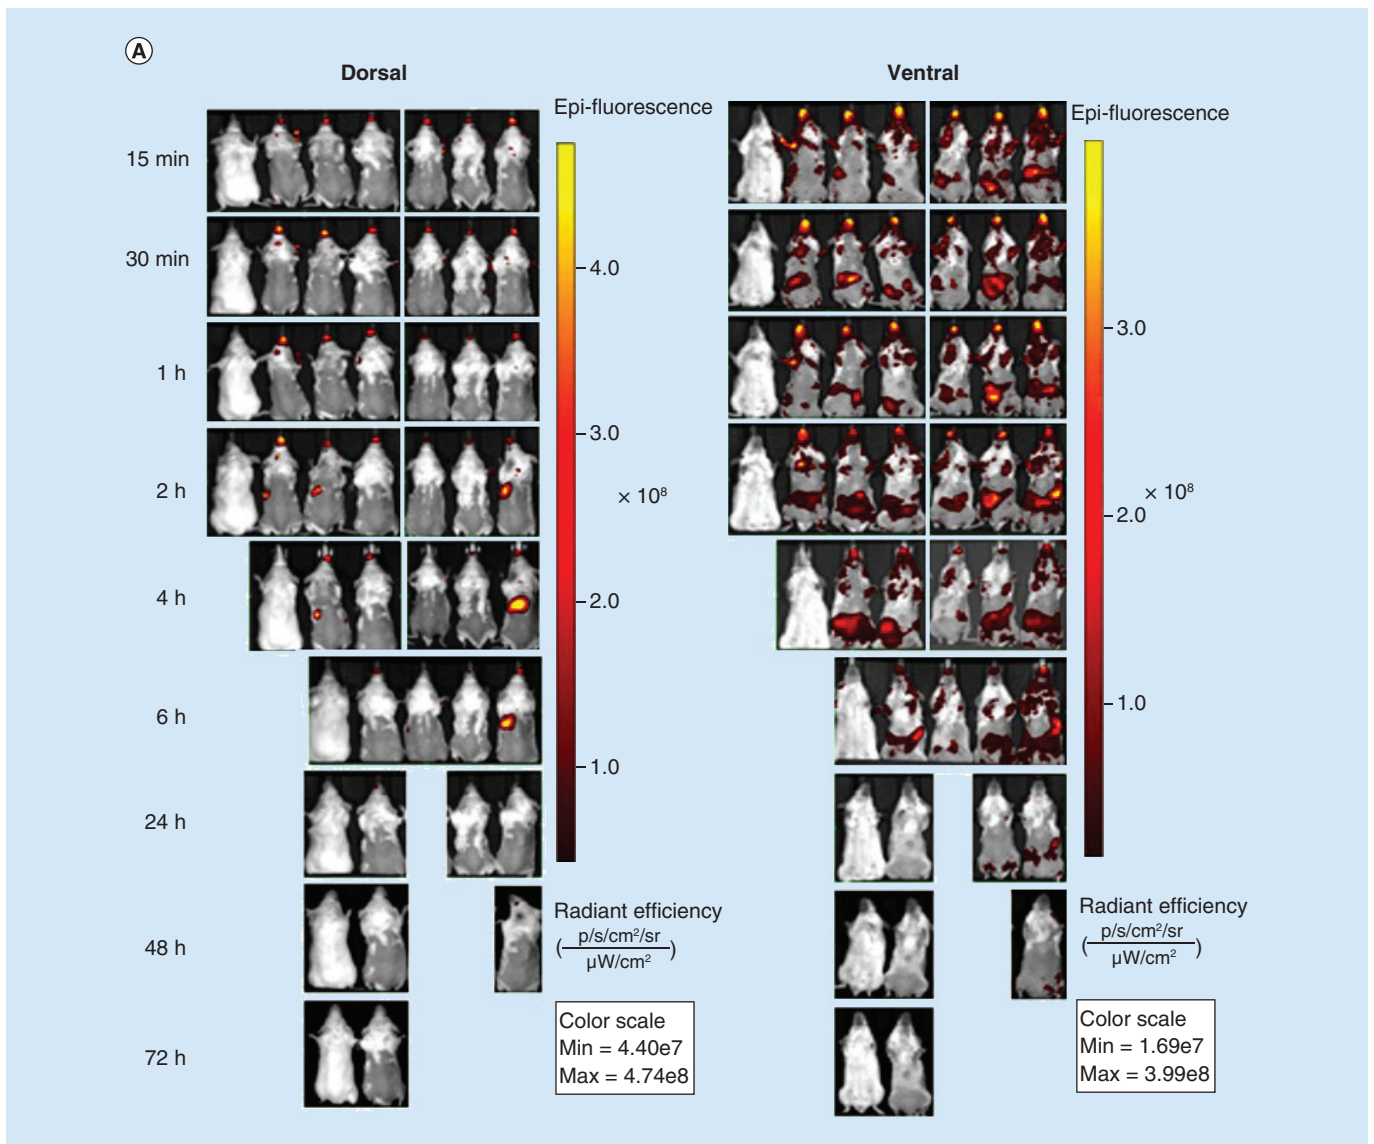 A
Dorsal
Ventral
Epi-fluorescence
Epi-fluorescence
15 min
30 min
4.0
3.0
1 h
3.0
2 h
× 10⁸
× 10⁸
2.0
4 h
2.0
1.0
6 h
1.0
24 h
48 h
Radiant efficiency
(p/s/cm²/sr
µW/cm²)
Radiant efficiency
(p/s/cm²/sr
µW/cm²)
72 h
Color scale
Min = 4.40e7
Max = 4.74e8
Color scale
Min = 1.69e7
Max = 3.99e8